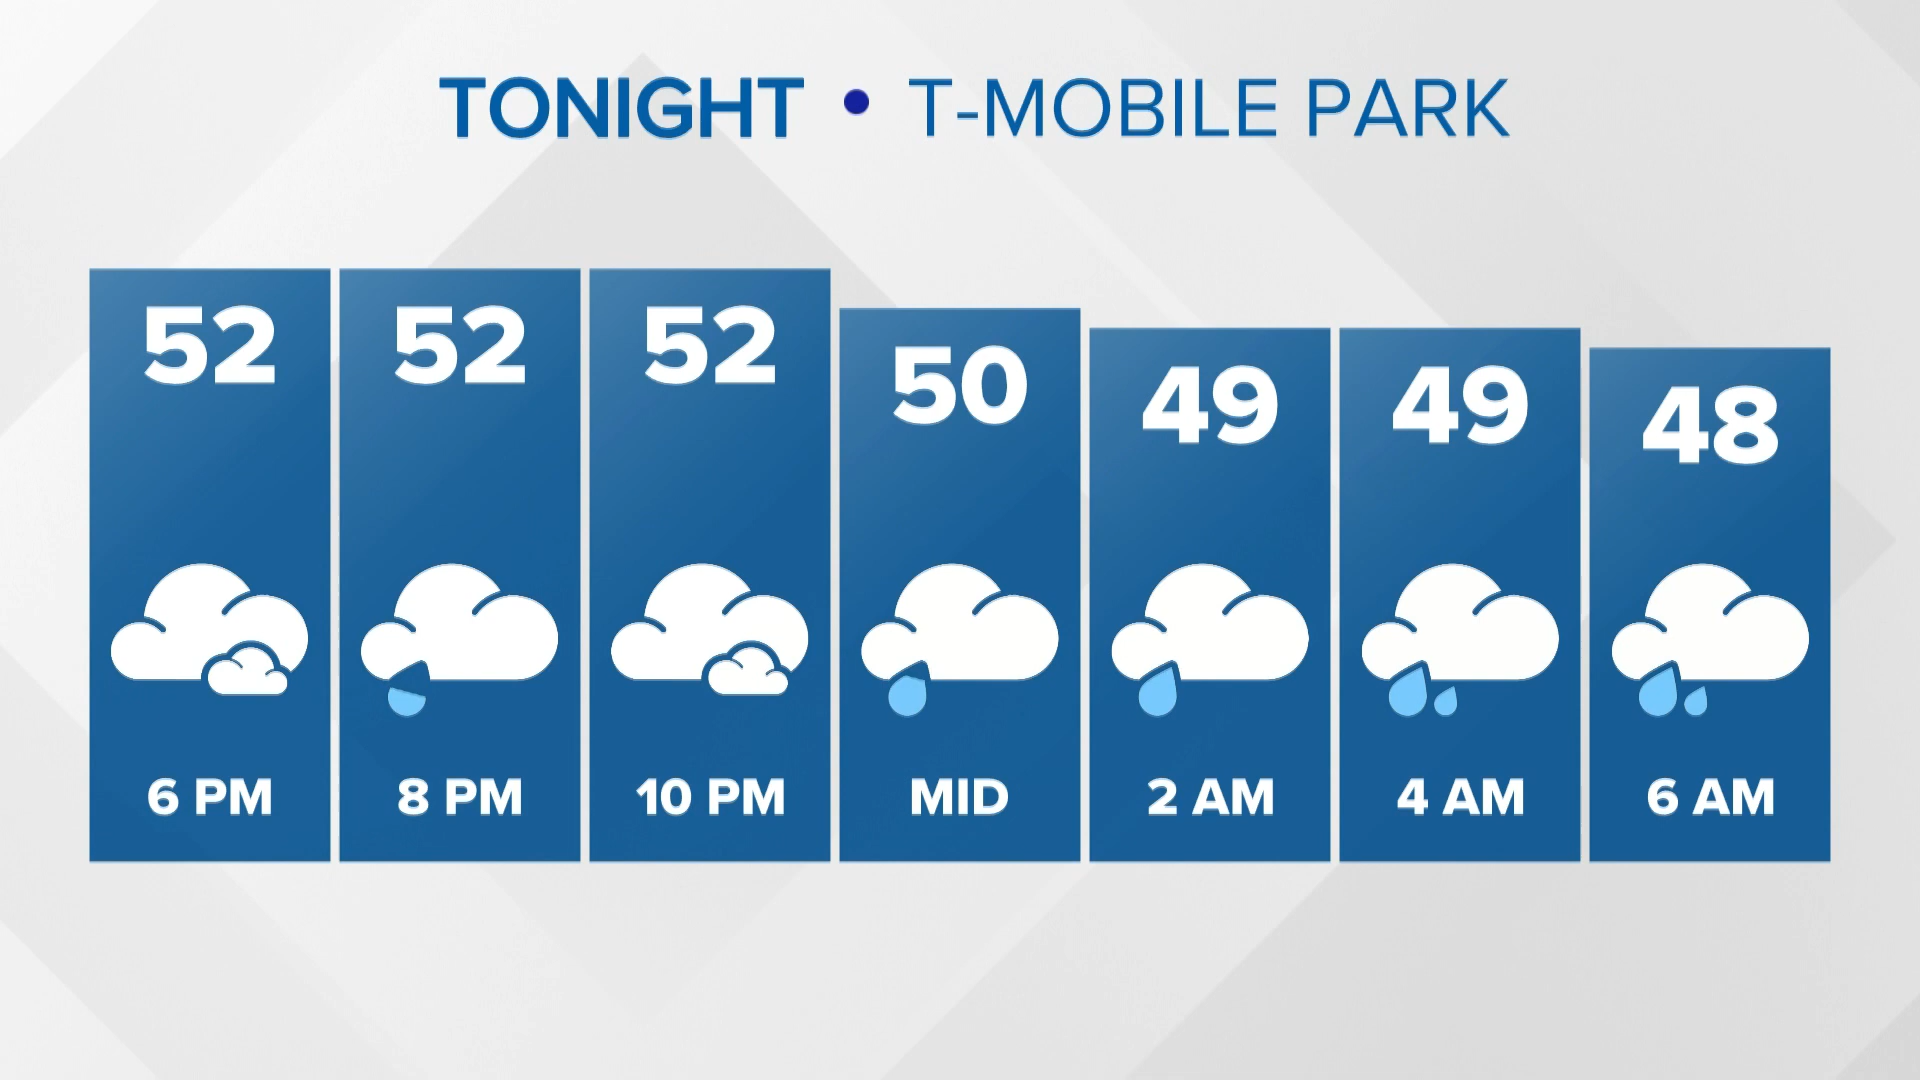 TONIGHT • T-MOBILE PARK
52 52 52 50 49 49 48
6 PM 8 PM 10 PM MID 2 AM 4 AM 6 AM